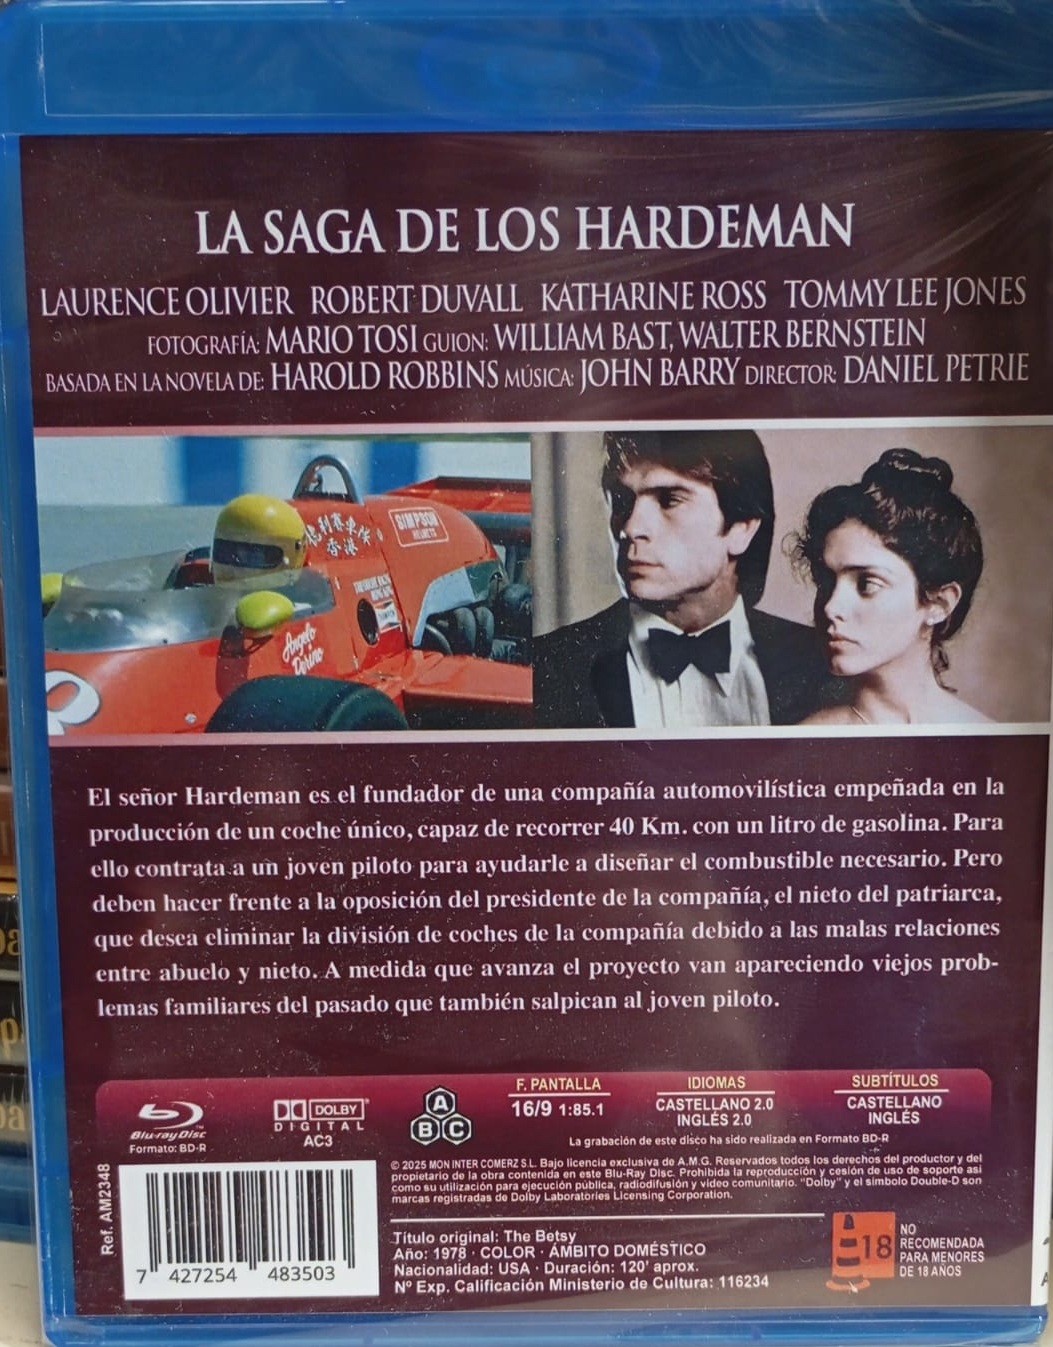 LA SAGA DE LOS HARDEMAN
LAURENCE OLIVIER ROBERT DUVALL KATHARINE ROSS TOMMY LEE JONES
FOTOGRAFÍA: MARIO TOSI GUION: WILLIAM BAST, WALTER BERNSTEIN
BASADA EN LA NOVELA DE: HAROLD ROBBINS MÚSICA: JOHN BARRY DIRECTOR: DANIEL PETRIE
SIMPSON
香港
Angelo
Perino
El señor Hardeman es el fundador de una compañía automovilística empeñada en la
producción de un coche único, capaz de recorrer 40 Km. con un litro de gasolina. Para
ello contrata a un joven piloto para ayudarle a diseñar el combustible necesario. Pero
deben hacer frente a la oposición del presidente de la compañía, el nieto del patriarca,
que desea eliminar la división de coches de la compañía debido a las malas relaciones
entre abuelo y nieto. A medida que avanza el proyecto van apareciendo viejos prob-
lemas familiares del pasado que también salpican al joven piloto.
Blu-ray Disc
Formato: BD-R
DOLBY
DIGITAL
AC3
A
B C
F. PANTALLA
16/9 1:85.1
IDIOMAS
CASTELLANO 2.0
INGLÉS 2.0
SUBTÍTULOS
CASTELLANO
INGLÉS
La grabación de este disco ha sido realizada en Formato BD-R
Ref. AM2348
7 427254 483503
© 2025 MON INTER COMERZ S.L. Bajo licencia exclusiva de A.M.G. Reservados todos los derechos del productor y del
propietario de la obra contenida en este Blu-Ray Disc. Prohibida la reproducción y cesión de uso de soporte asi
como su utilización para ejecución pública, radiodifusión y video comunitario. "Dolby" y el símbolo Double-D son
marcas registradas de Dolby Laboratories Licensing Corporation.
Título original: The Betsy
Año: 1978 · COLOR · ÁMBITO DOMÉSTICO
Nacionalidad: USA · Duración: 120' aprox.
Nº Exp. Calificación Ministerio de Cultura: 116234
18
NO
RECOMENDADA
PARA MENORES
DE 18 AÑOS